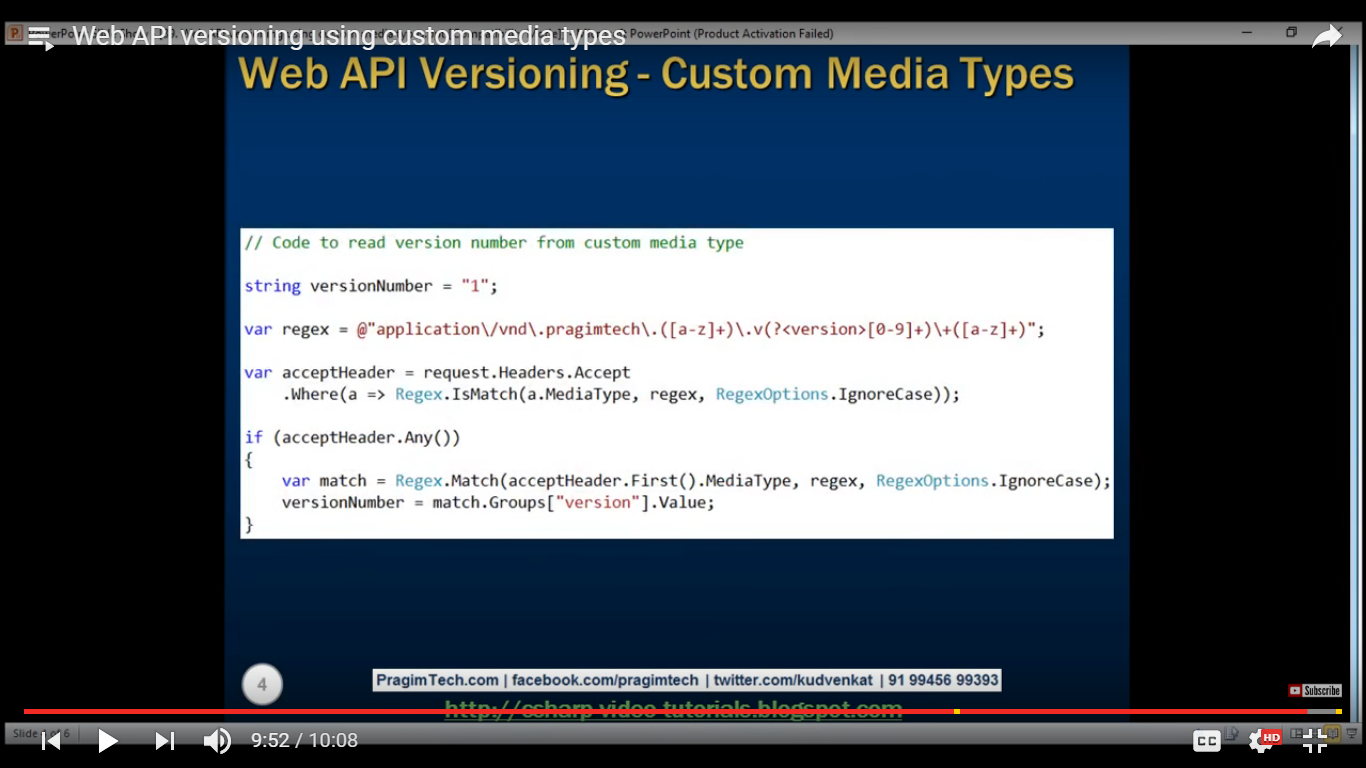 Web API versioning using custom media types
PowerPoint (Product Activation Failed)
Web API Versioning - Custom Media Types
// Code to read version number from custom media type
string versionNumber = "1";
var regex = @"application\/vnd\.pragimtech\.([a-z]+)\.v(?<version>[0-9]+)\+([a-z]+)";
var acceptHeader = request.Headers.Accept
.Where(a => Regex.IsMatch(a.MediaType, regex, RegexOptions.IgnoreCase));
if (acceptHeader.Any())
{
var match = Regex.Match(acceptHeader.First().MediaType, regex, RegexOptions.IgnoreCase);
versionNumber = match.Groups["version"].Value;
}
4
PragimTech.com | facebook.com/pragimtech | twitter.com/kudvenkat | 91 99456 99393
Subscribe
http://csharp-video-tutorials.blogspot.com
Slide of 6
9:52 / 10:08
CC
HD